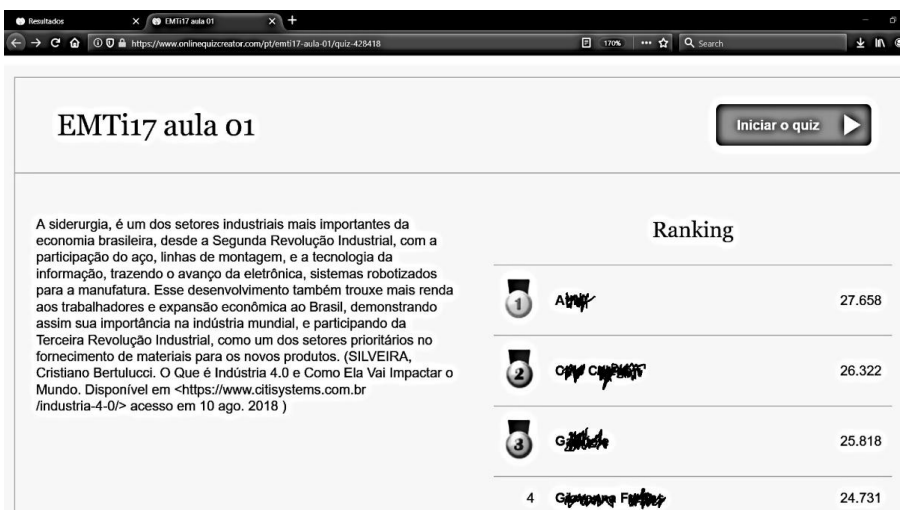 Resultados
EMTi17 aula 01
https://www.onlinequizcreator.com/pt/emti17-aula-01/quiz-428418
170%
Search
EMTi17 aula 01
Iniciar o quiz
A siderurgia, é um dos setores industriais mais importantes da
economia brasileira, desde a Segunda Revolução Industrial, com a
participação do aço, linhas de montagem, e a tecnologia da
informação, trazendo o avanço da eletrônica, sistemas robotizados
para a manufatura. Esse desenvolvimento também trouxe mais renda
aos trabalhadores e expansão econômica ao Brasil, demonstrando
assim sua importância na indústria mundial, e participando da
Terceira Revolução Industrial, como um dos setores prioritários no
fornecimento de materiais para os novos produtos. (SILVEIRA,
Cristiano Bertulucci. O Que é Indústria 4.0 e Como Ela Vai Impactar o
Mundo. Disponível em <https://www.citisystems.com.br
/industria-4-0/> acesso em 10 ago. 2018 )
Ranking
1 27.658
2 26.322
3 25.818
4 24.731